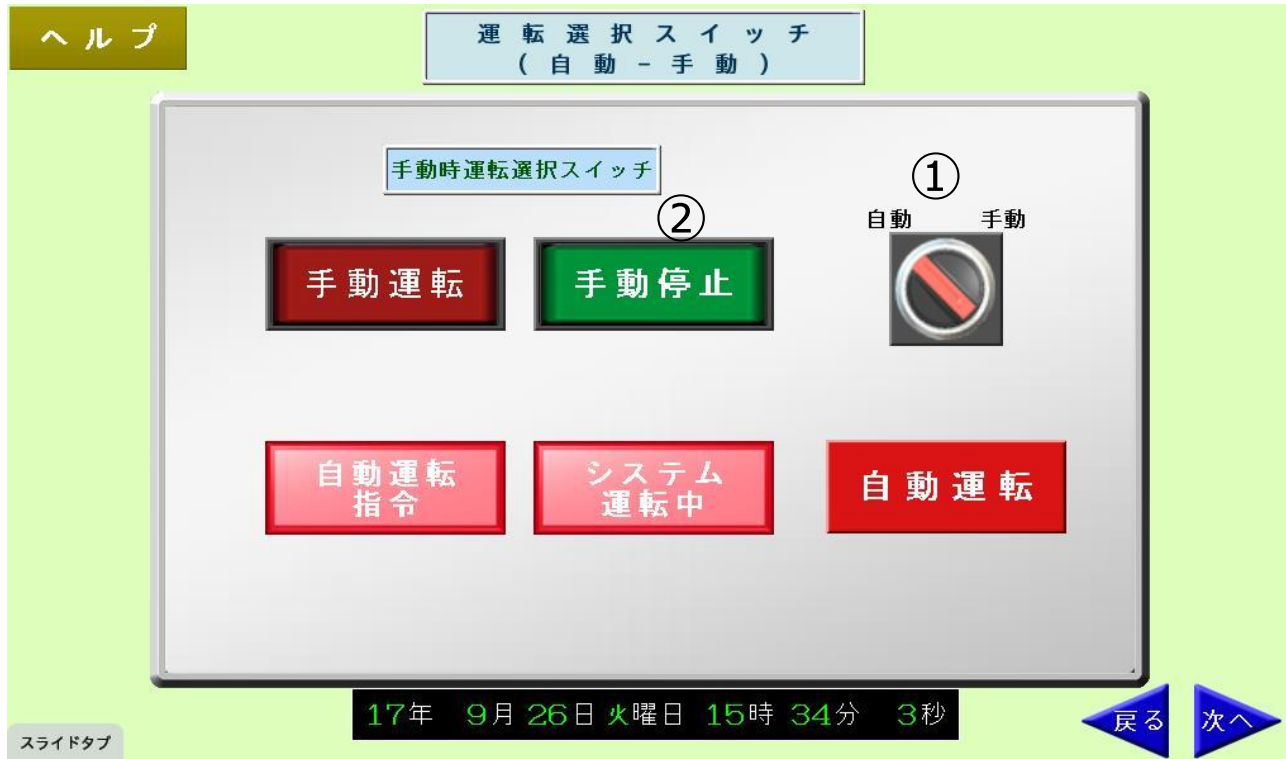 ヘルプ
運転選択スイッチ
(自動-手動)
手動時運転選択スイッチ
①
②
自動 手動
手動運転
手動停止
自動運転
指令
システム
運転中
自動運転
17年 9月 26日 火曜日 15時 34分 3秒
戻る
次へ
スライドタブ